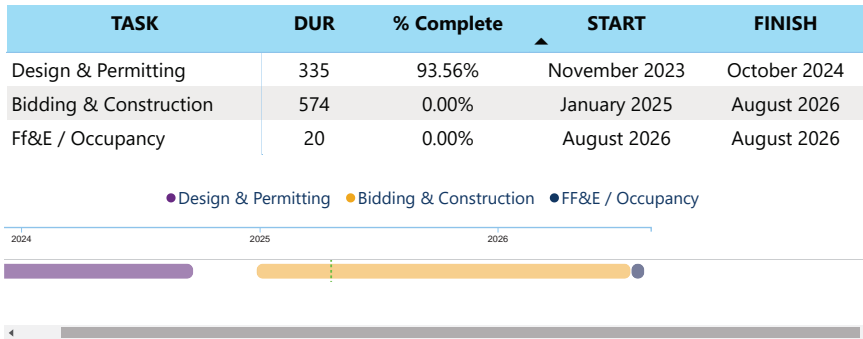 TASK DUR % Complete START FINISH
Design & Permitting 335 93.56% November 2023 October 2024
Bidding & Construction 574 0.00% January 2025 August 2026
Ff&E / Occupancy 20 0.00% August 2026 August 2026
Design & Permitting Bidding & Construction FF&E / Occupancy
2024 2025 2026